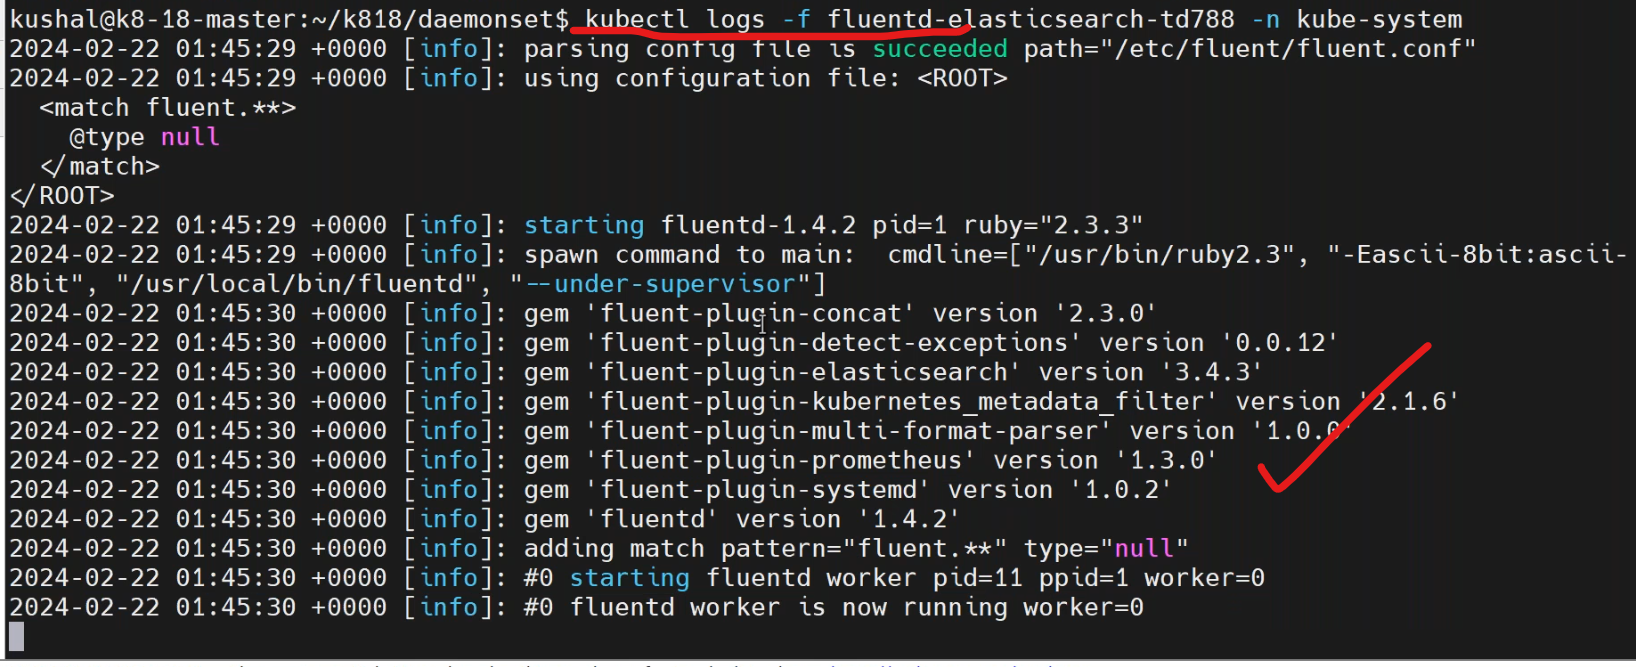 kushal@k8-18-master:~/k818/daemonset$ kubectl logs -f fluentd-elasticsearch-td788 -n kube-system
2024-02-22 01:45:29 +0000 [info]: parsing config file is succeeded path="/etc/fluent/fluent.conf"
2024-02-22 01:45:29 +0000 [info]: using configuration file: <ROOT>
  <match fluent.**>
    @type null
  </match>
</ROOT>
2024-02-22 01:45:29 +0000 [info]: starting fluentd-1.4.2 pid=1 ruby="2.3.3"
2024-02-22 01:45:29 +0000 [info]: spawn command to main:  cmdline=["/usr/bin/ruby2.3", "-Eascii-8bit:ascii-
8bit", "/usr/local/bin/fluentd", "--under-supervisor"]
2024-02-22 01:45:30 +0000 [info]: gem 'fluent-plugin-concat' version '2.3.0'
2024-02-22 01:45:30 +0000 [info]: gem 'fluent-plugin-detect-exceptions' version '0.0.12'
2024-02-22 01:45:30 +0000 [info]: gem 'fluent-plugin-elasticsearch' version '3.4.3'
2024-02-22 01:45:30 +0000 [info]: gem 'fluent-plugin-kubernetes_metadata_filter' version '2.1.6'
2024-02-22 01:45:30 +0000 [info]: gem 'fluent-plugin-multi-format-parser' version '1.0.0'
2024-02-22 01:45:30 +0000 [info]: gem 'fluent-plugin-prometheus' version '1.3.0'
2024-02-22 01:45:30 +0000 [info]: gem 'fluent-plugin-systemd' version '1.0.2'
2024-02-22 01:45:30 +0000 [info]: gem 'fluentd' version '1.4.2'
2024-02-22 01:45:30 +0000 [info]: adding match pattern="fluent.**" type="null"
2024-02-22 01:45:30 +0000 [info]: #0 starting fluentd worker pid=11 ppid=1 worker=0
2024-02-22 01:45:30 +0000 [info]: #0 fluentd worker is now running worker=0